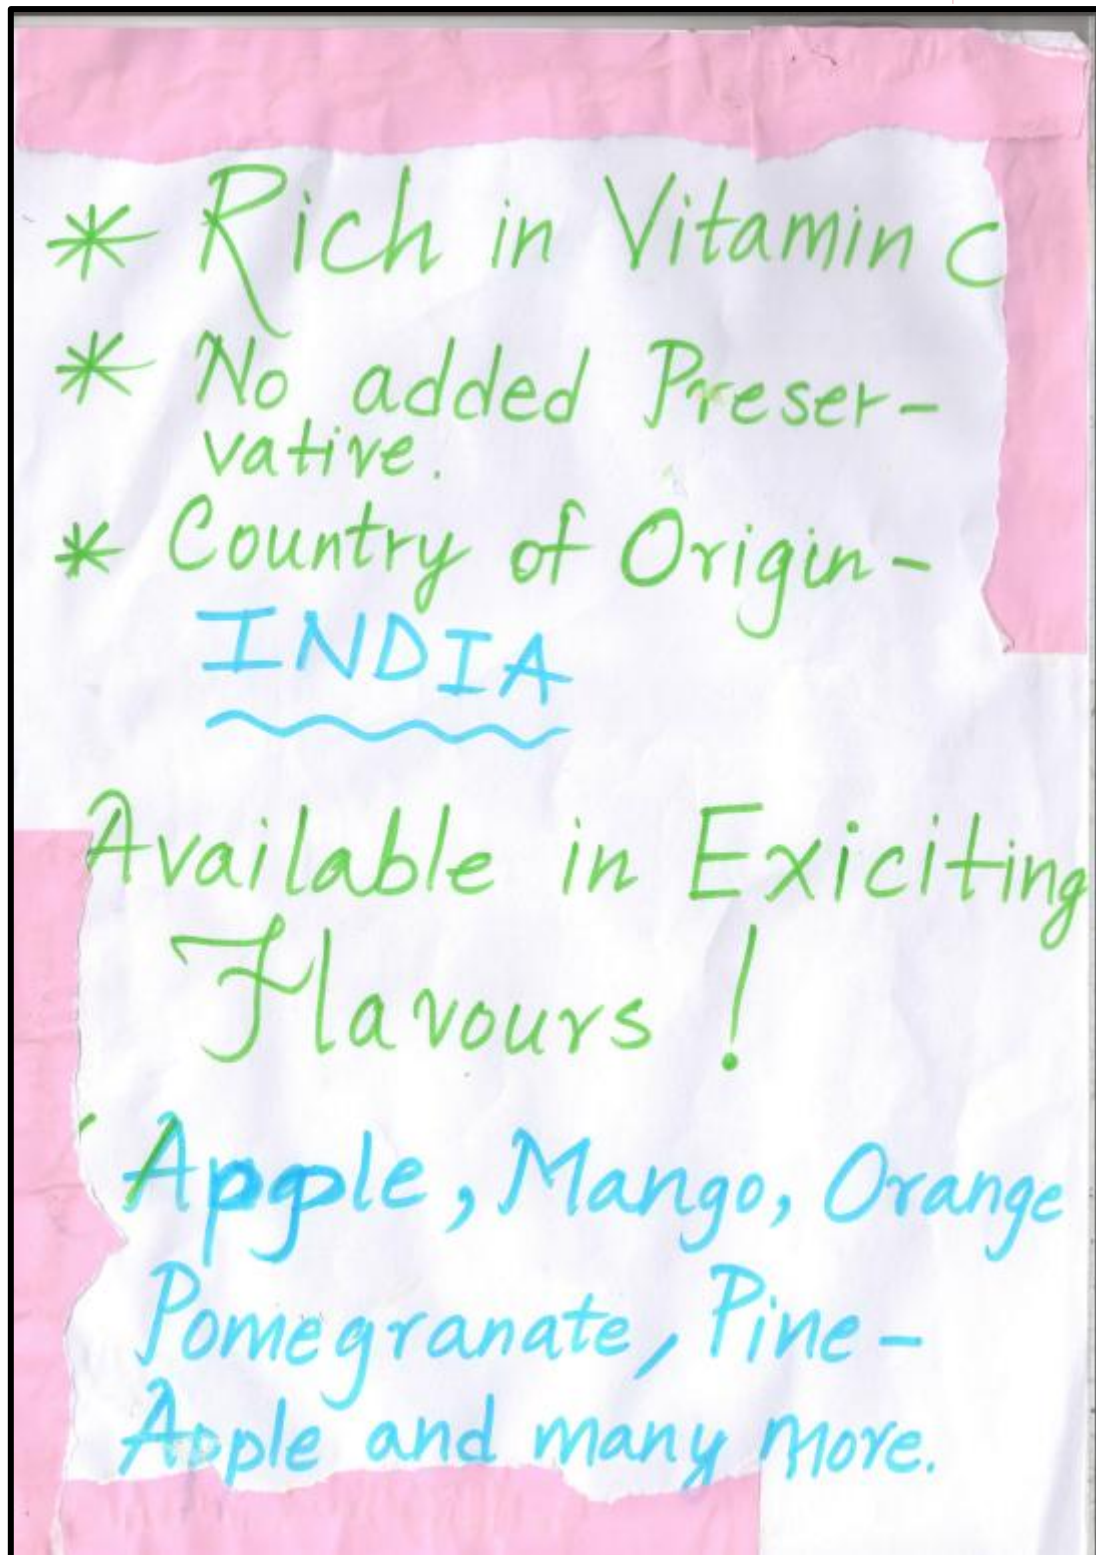 * Rich in Vitamin C
* No added Preser-
vative.
* Country of Origin-
INDIA
Available in Exiciting
Flavours !
Apple, Mango, Orange
Pomegranate, Pine-
Apple and many more.